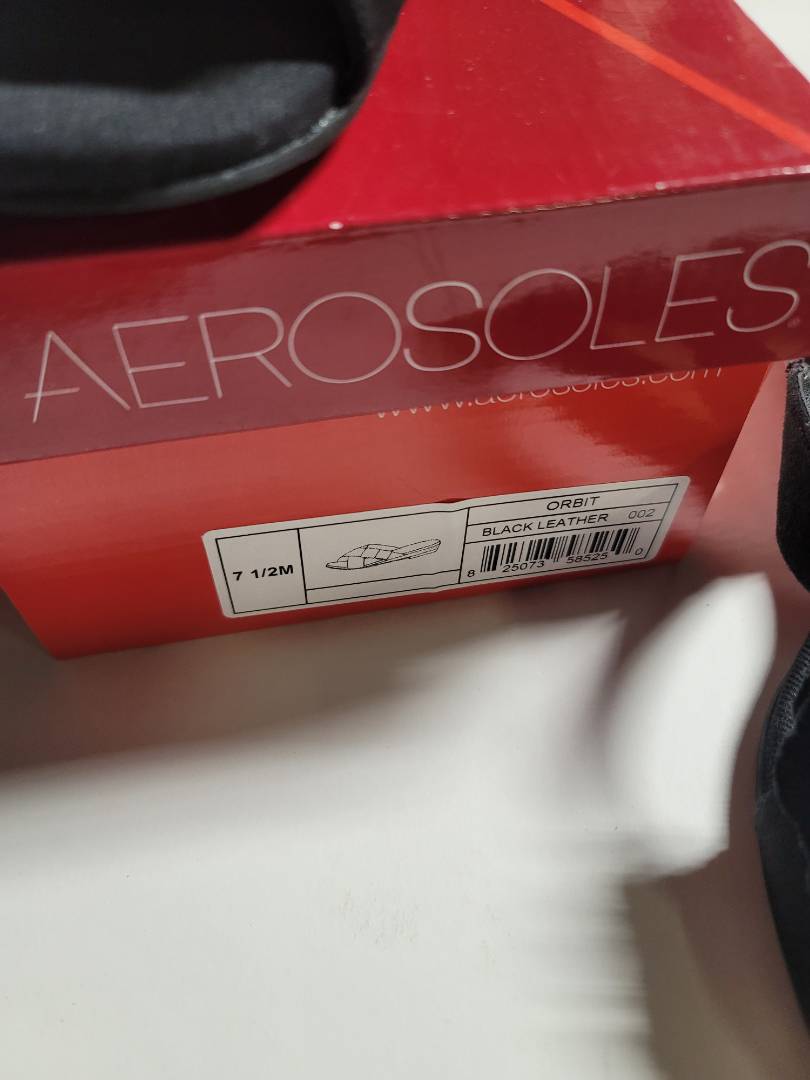 AEROSOLES
www.aerosoles.com
7 1/2M
ORBIT
BLACK LEATHER 002
8 25073 58525 0